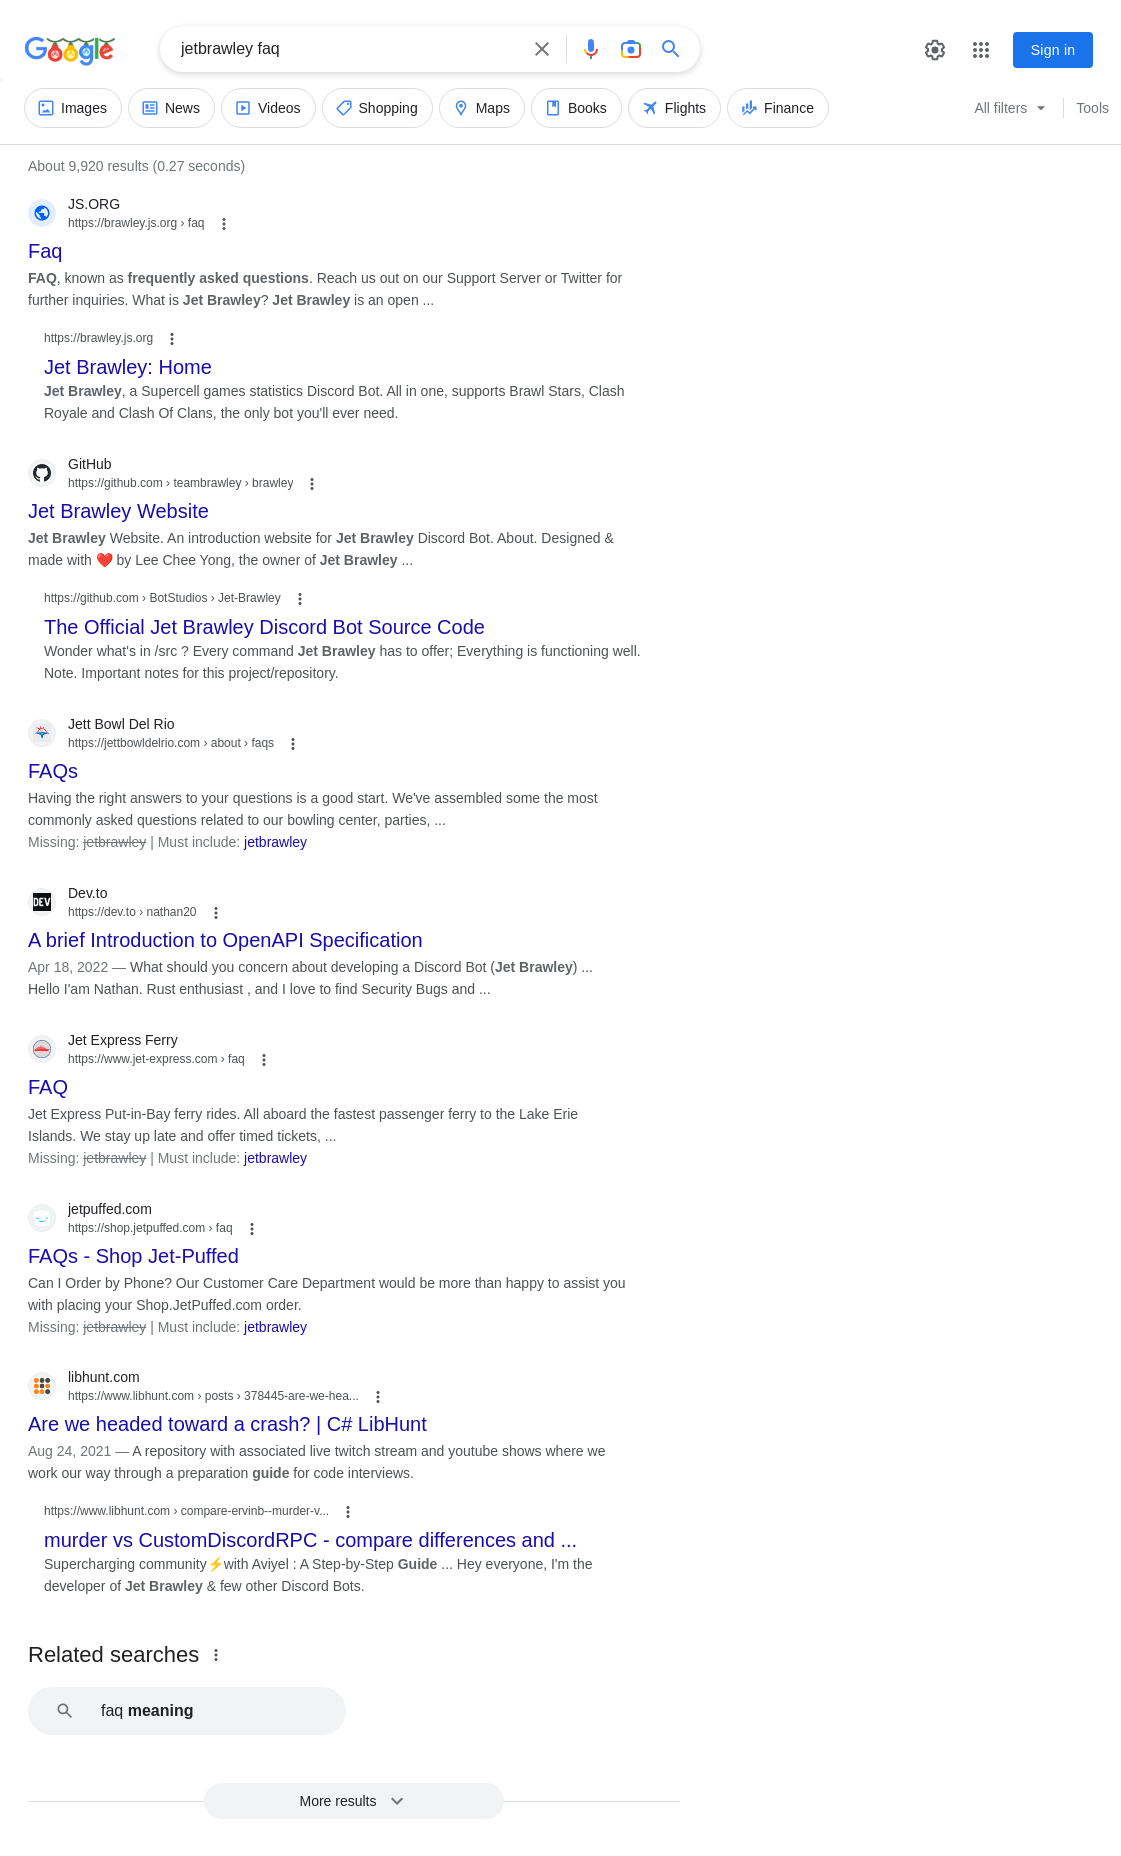 Google
jetbrawley faq
Sign in
Images
News
Videos
Shopping
Maps
Books
Flights
Finance
All filters
Tools
About 9,920 results (0.27 seconds)
JS.ORG
https://brawley.js.org › faq
Faq
FAQ, known as frequently asked questions. Reach us out on our Support Server or Twitter for
further inquiries. What is Jet Brawley? Jet Brawley is an open ...
https://brawley.js.org
Jet Brawley: Home
Jet Brawley, a Supercell games statistics Discord Bot. All in one, supports Brawl Stars, Clash
Royale and Clash Of Clans, the only bot you'll ever need.
GitHub
https://github.com › teambrawley › brawley
Jet Brawley Website
Jet Brawley Website. An introduction website for Jet Brawley Discord Bot. About. Designed &
made with ❤️ by Lee Chee Yong, the owner of Jet Brawley ...
https://github.com › BotStudios › Jet-Brawley
The Official Jet Brawley Discord Bot Source Code
Wonder what's in /src ? Every command Jet Brawley has to offer; Everything is functioning well.
Note. Important notes for this project/repository.
Jett Bowl Del Rio
https://jettbowldelrio.com › about › faqs
FAQs
Having the right answers to your questions is a good start. We've assembled some the most
commonly asked questions related to our bowling center, parties, ...
Missing: jetbrawley | Must include: jetbrawley
DEV
Dev.to
https://dev.to › nathan20
A brief Introduction to OpenAPI Specification
Apr 18, 2022 — What should you concern about developing a Discord Bot (Jet Brawley) ...
Hello I'am Nathan. Rust enthusiast , and I love to find Security Bugs and ...
Jet Express Ferry
https://www.jet-express.com › faq
FAQ
Jet Express Put-in-Bay ferry rides. All aboard the fastest passenger ferry to the Lake Erie
Islands. We stay up late and offer timed tickets, ...
Missing: jetbrawley | Must include: jetbrawley
jetpuffed.com
https://shop.jetpuffed.com › faq
FAQs - Shop Jet-Puffed
Can I Order by Phone? Our Customer Care Department would be more than happy to assist you
with placing your Shop.JetPuffed.com order.
Missing: jetbrawley | Must include: jetbrawley
libhunt.com
https://www.libhunt.com › posts › 378445-are-we-hea...
Are we headed toward a crash? | C# LibHunt
Aug 24, 2021 — A repository with associated live twitch stream and youtube shows where we
work our way through a preparation guide for code interviews.
https://www.libhunt.com › compare-ervinb--murder-v...
murder vs CustomDiscordRPC - compare differences and ...
Supercharging community⚡with Aviyel : A Step-by-Step Guide ... Hey everyone, I'm the
developer of Jet Brawley & few other Discord Bots.
Related searches
faq meaning
More results